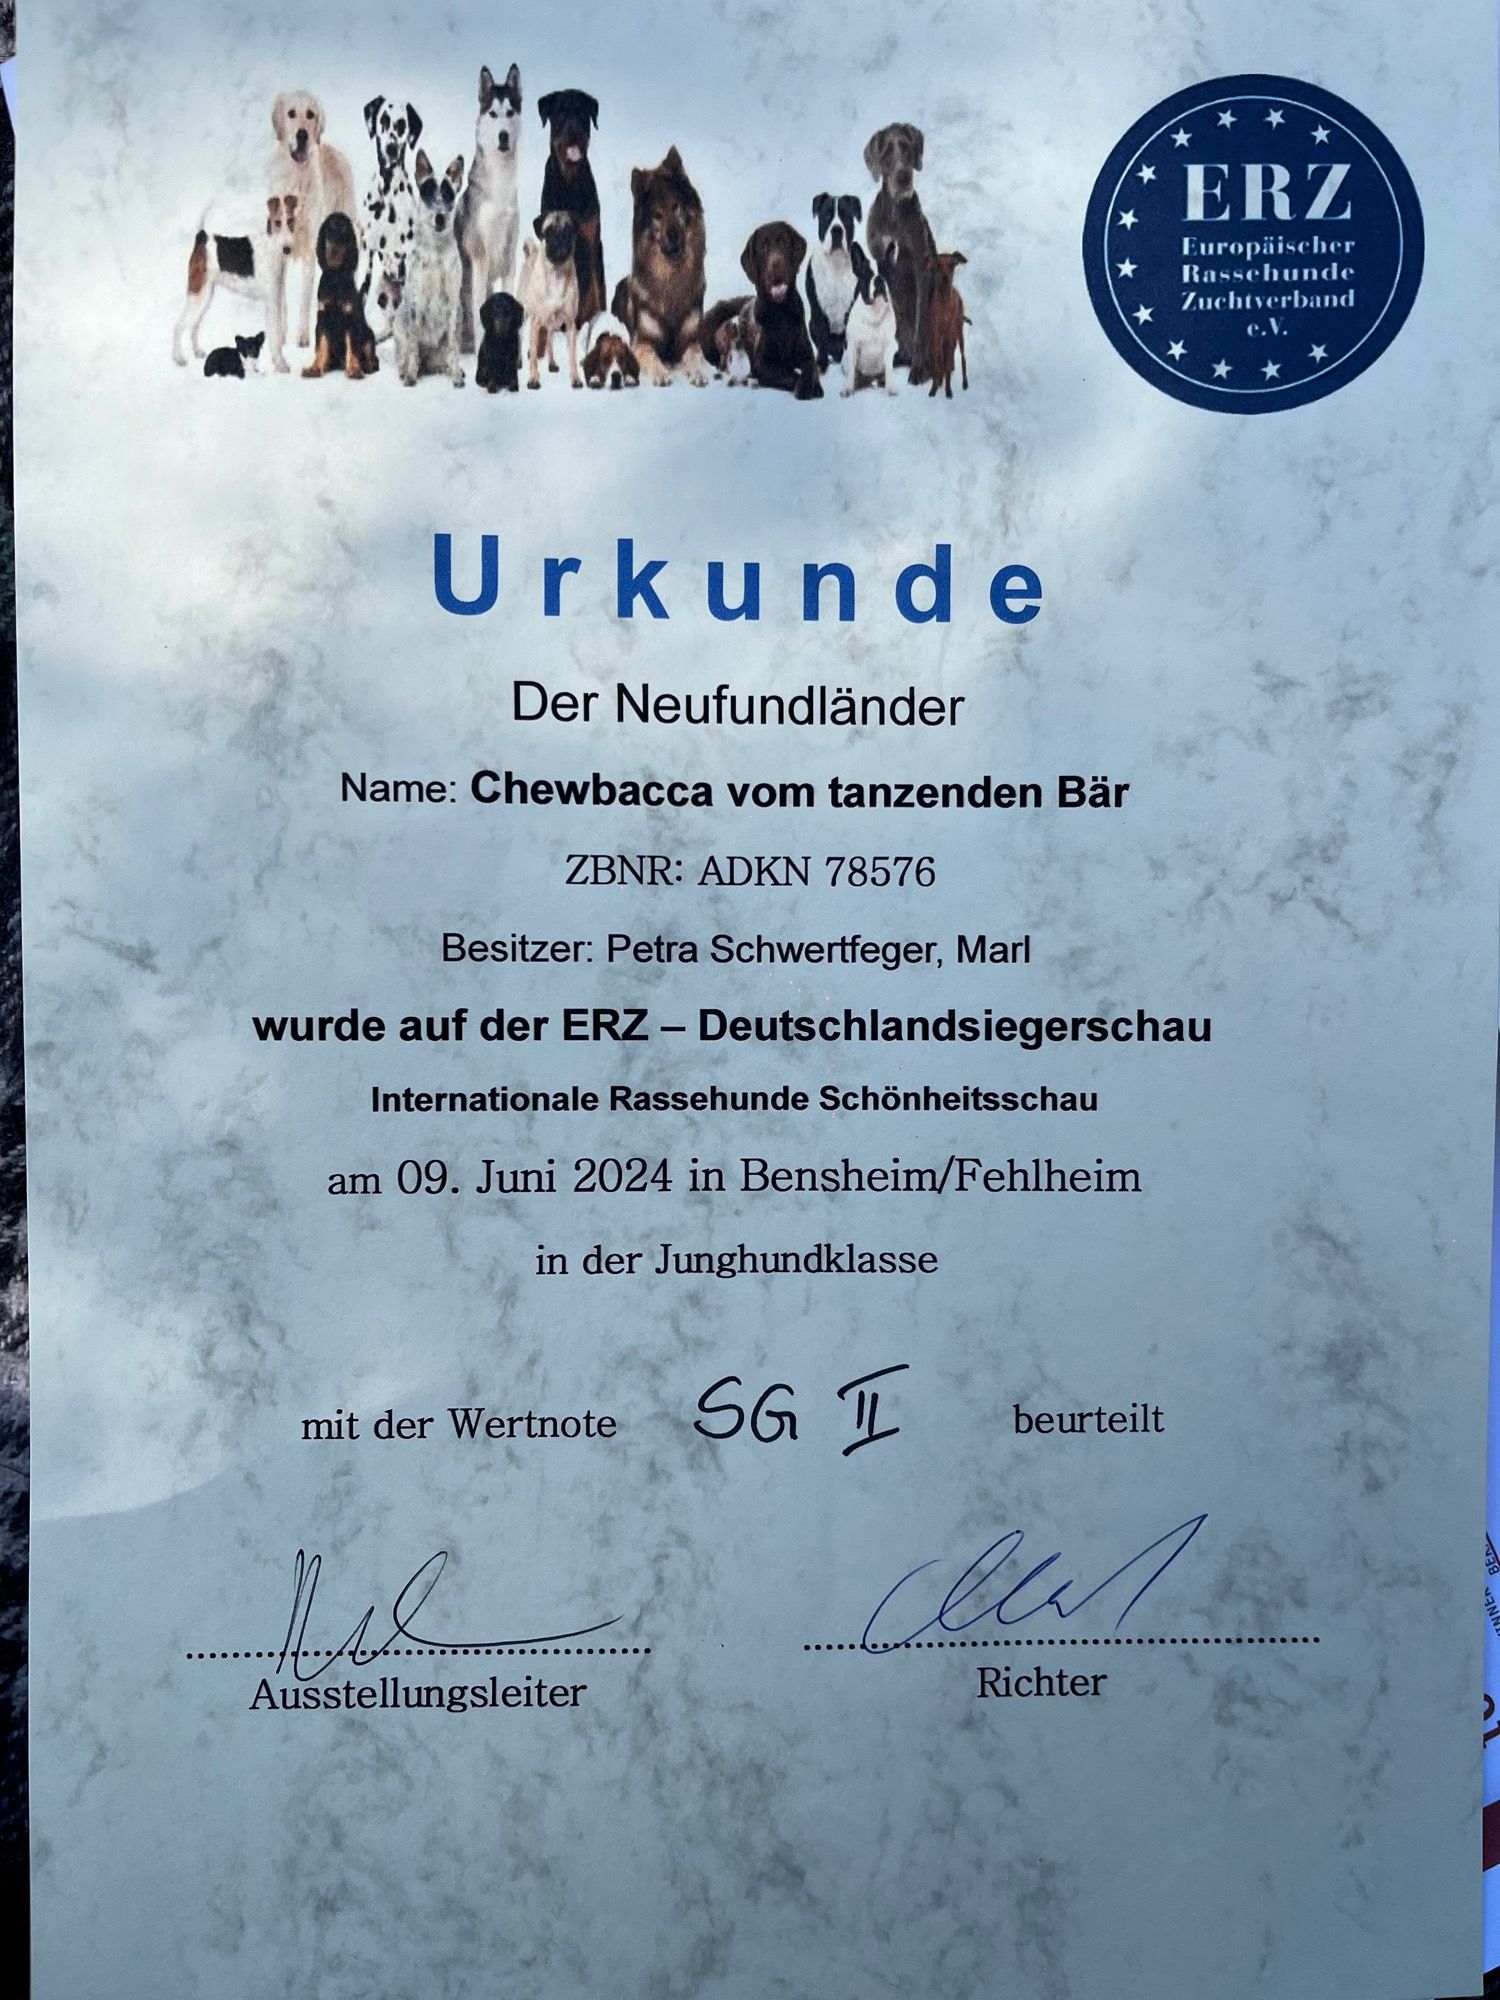 ERZ
Europäischer
Rassehunde
Zuchtverband
e.V.
Urkunde
Der Neufundländer
Name: Chewbacca vom tanzenden Bär
ZBNR: ADKN 78576
Besitzer: Petra Schwertfeger, Marl
wurde auf der ERZ – Deutschlandsiegerschau
Internationale Rassehunde Schönheitsschau
am 09. Juni 2024 in Bensheim/Fehlheim
in der Junghundklasse
mit der Wertnote SG II beurteilt
Ausstellungsleiter
Richter